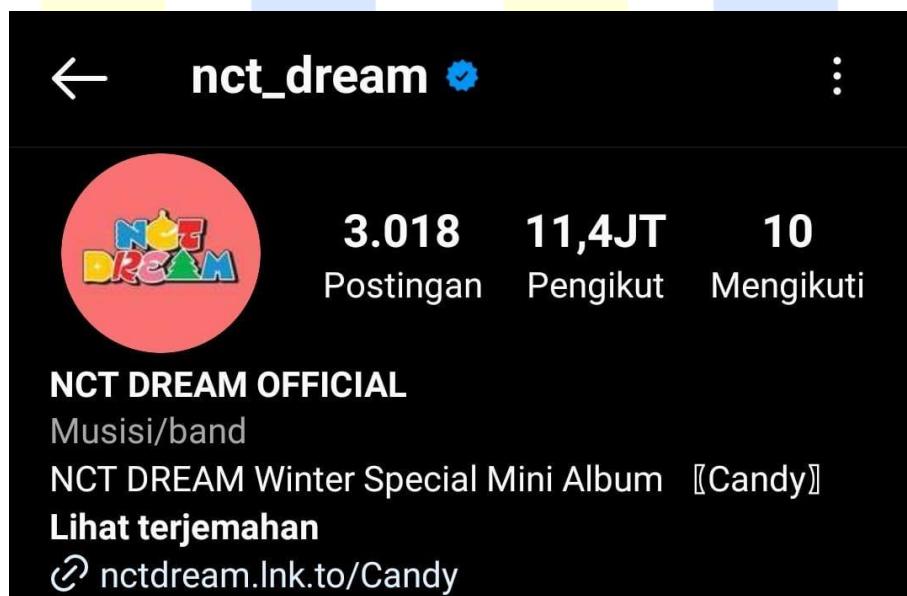 nct_dream
NCT
DREAM
3.018 11,4JT 10
Postingan Pengikut Mengikuti
NCT DREAM OFFICIAL
Musisi/band
NCT DREAM Winter Special Mini Album 〖Candy〗
Lihat terjemahan
nctdream.lnk.to/Candy